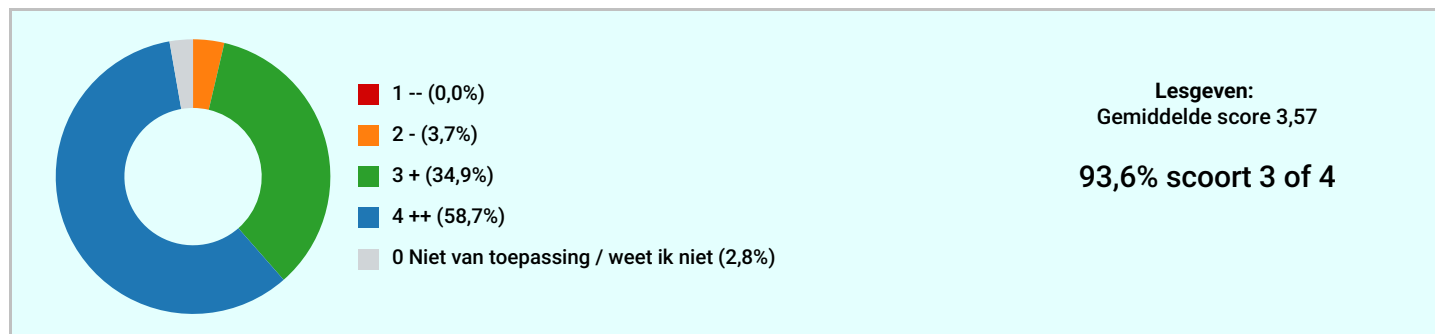 1 -- (0,0%)
2 - (3,7%)
3 + (34,9%)
4 ++ (58,7%)
0 Niet van toepassing / weet ik niet (2,8%)
Lesgeven:
Gemiddelde score 3,57
93,6% scoort 3 of 4